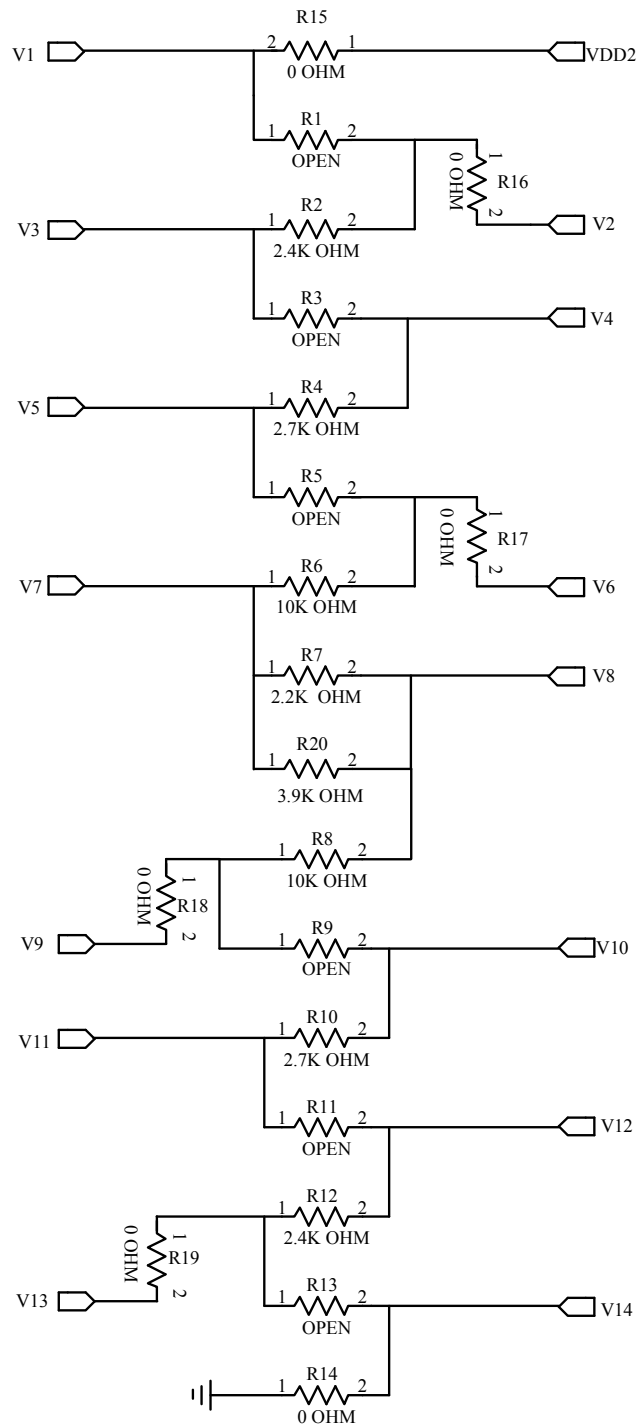 R15
V1 2 1 VDD2
0 OHM
R1
1 2
OPEN
1
0 OHM R16
R2 2
V3 1 2 V2
2.4K OHM
R3
1 2 V4
OPEN
R4
V5 1 2
2.7K OHM
R5
1 2
OPEN
1
0 OHM R17
R6 2
V7 1 2 V6
10K OHM
R7
1 2 V8
2.2K OHM
R20
1 2
3.9K OHM
R8
1 2
10K OHM
1
0 OHM R18
2
R9
V9 1 2 V10
OPEN
R10
V11 1 2
2.7K OHM
R11
1 2 V12
OPEN
R12
1 2
2.4K OHM
1
0 OHM R19
2
R13
V13 1 2 V14
OPEN
R14
1 2
0 OHM